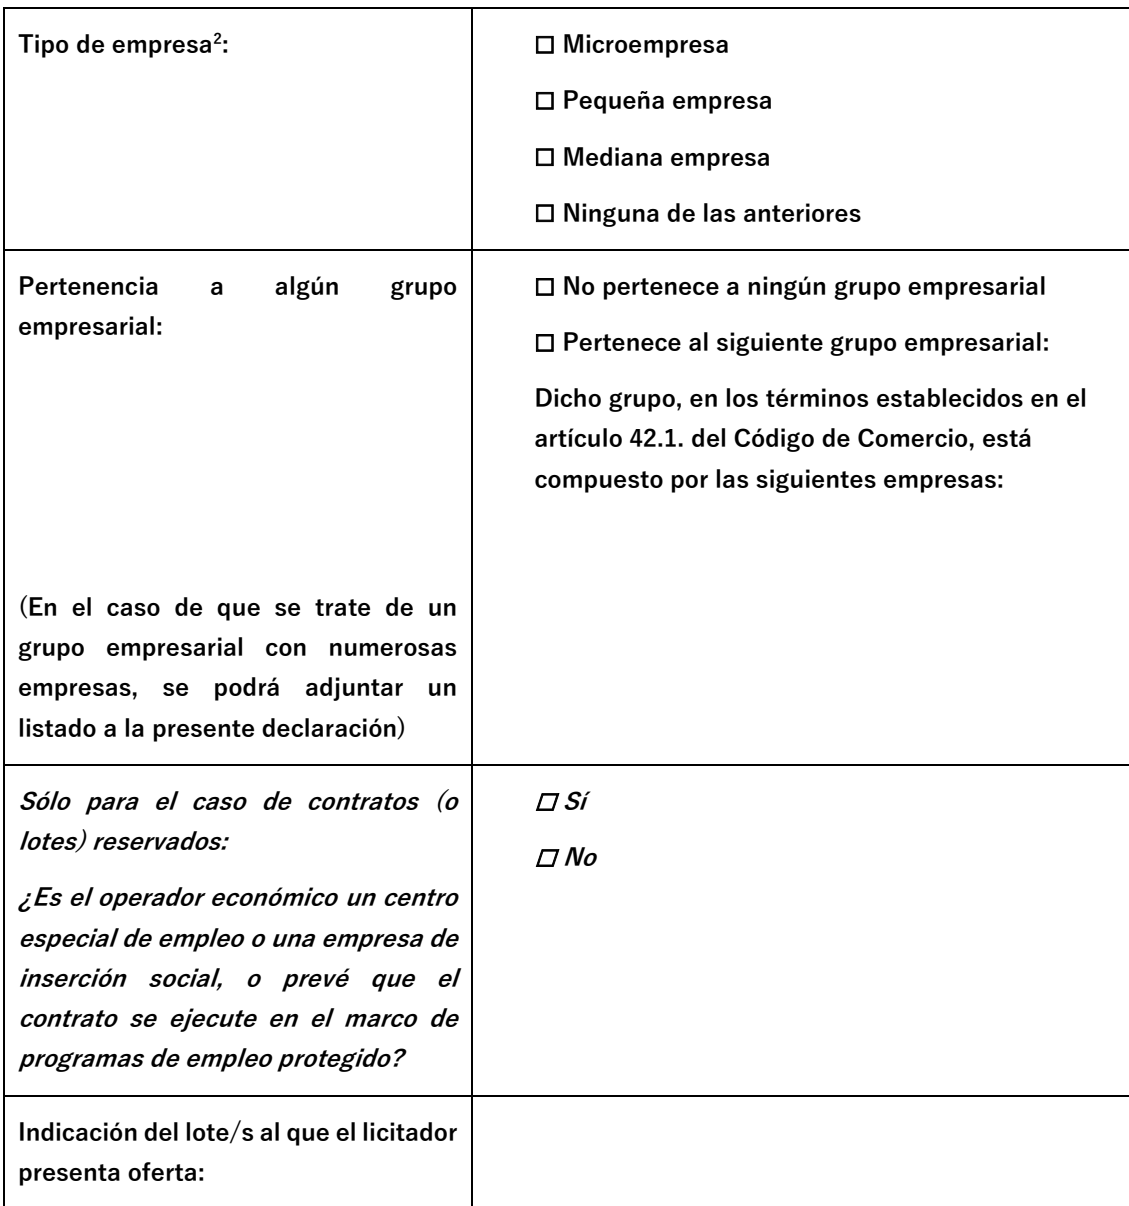 Tipo de empresa²:
☐ Microempresa
☐ Pequeña empresa
☐ Mediana empresa
☐ Ninguna de las anteriores
Pertenencia a algún grupo
empresarial:
(En el caso de que se trate de un
grupo empresarial con numerosas
empresas, se podrá adjuntar un
listado a la presente declaración)
☐ No pertenece a ningún grupo empresarial
☐ Pertenece al siguiente grupo empresarial:
Dicho grupo, en los términos establecidos en el
artículo 42.1. del Código de Comercio, está
compuesto por las siguientes empresas:
Sólo para el caso de contratos (o
lotes) reservados:
¿Es el operador económico un centro
especial de empleo o una empresa de
inserción social, o prevé que el
contrato se ejecute en el marco de
programas de empleo protegido?
☐ Sí
☐ No
Indicación del lote/s al que el licitador
presenta oferta: